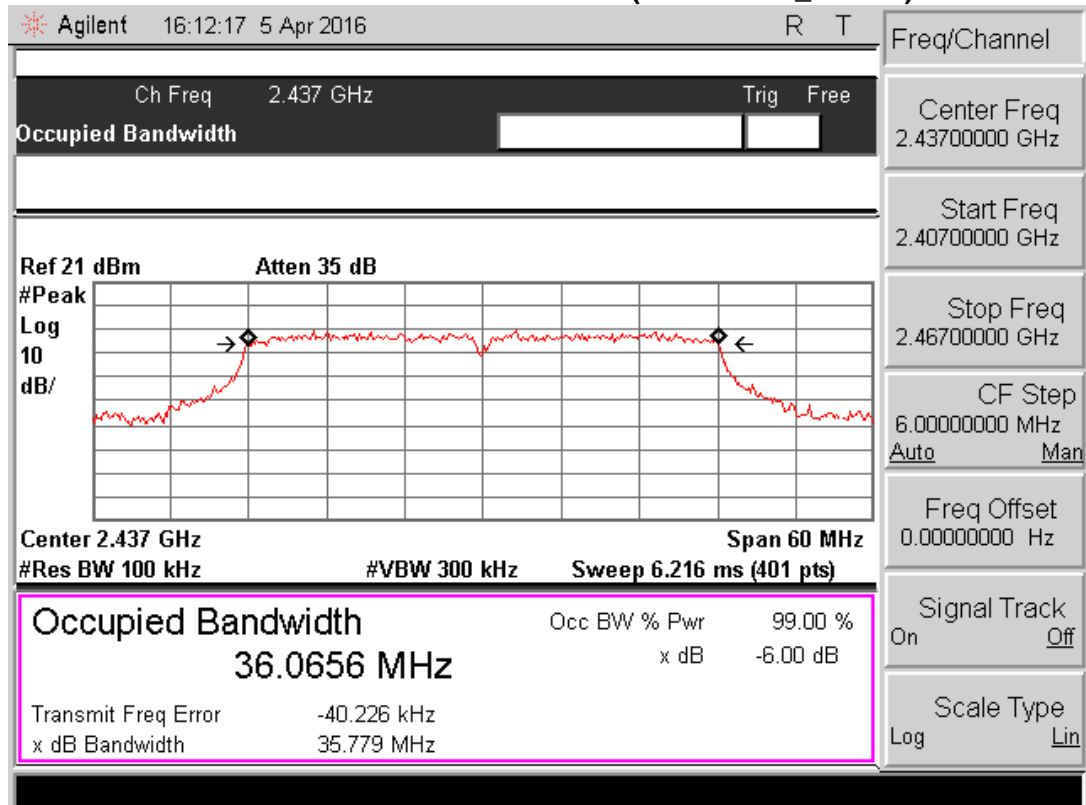 Agilent 16:12:17 5 Apr 2016 R T
Ch Freq 2.437 GHz Trig Free
Occupied Bandwidth
Ref 21 dBm Atten 35 dB
#Peak
Log
10
dB/
Center 2.437 GHz Span 60 MHz
#Res BW 100 kHz #VBW 300 kHz Sweep 6.216 ms (401 pts)
Occupied Bandwidth Occ BW % Pwr 99.00 %
36.0656 MHz x dB -6.00 dB
Transmit Freq Error -40.226 kHz
x dB Bandwidth 35.779 MHz
Freq/Channel
Center Freq
2.43700000 GHz
Start Freq
2.40700000 GHz
Stop Freq
2.46700000 GHz
CF Step
6.00000000 MHz
Auto Man
Freq Offset
0.00000000 Hz
Signal Track
On Off
Scale Type
Log Lin